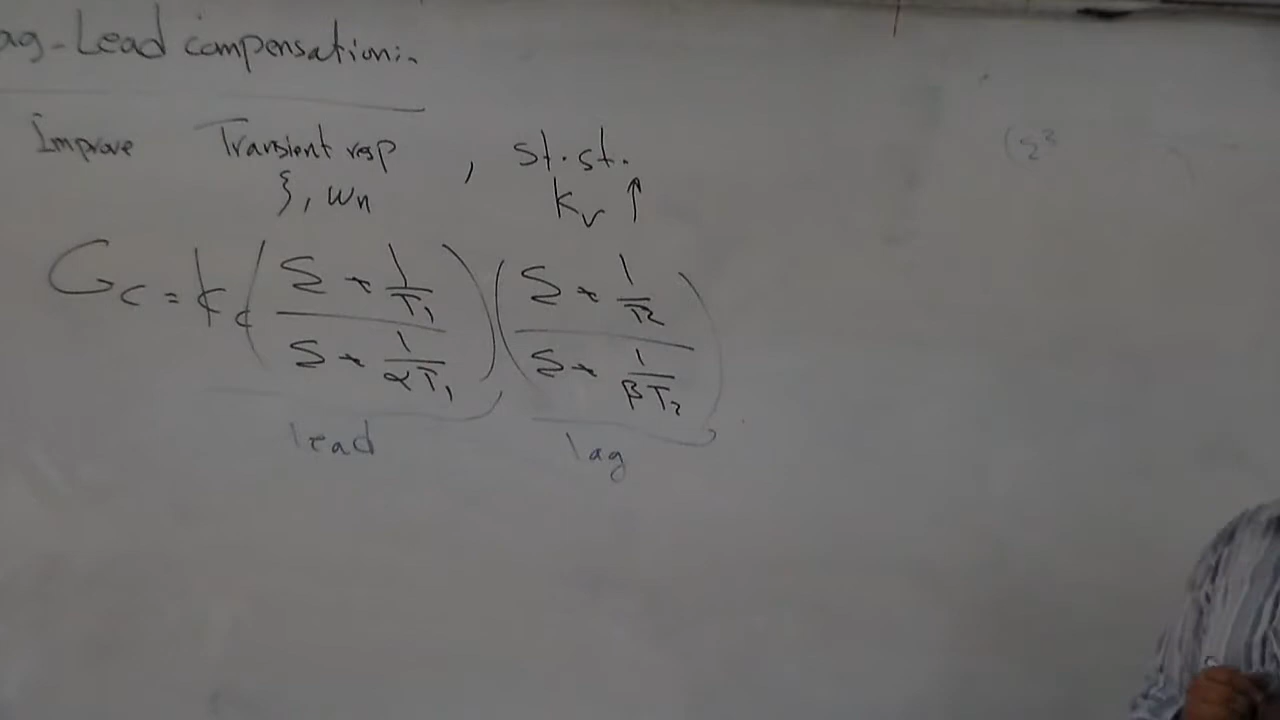 ag-Lead compensation:-
Improve Transient resp , st.st.
ξ, ωn Kv ↑
Gc = Kc ( (S + 1/T1) / (S + 1/αT1) ) ( (S + 1/T2) / (S + 1/βT2) )
lead lag